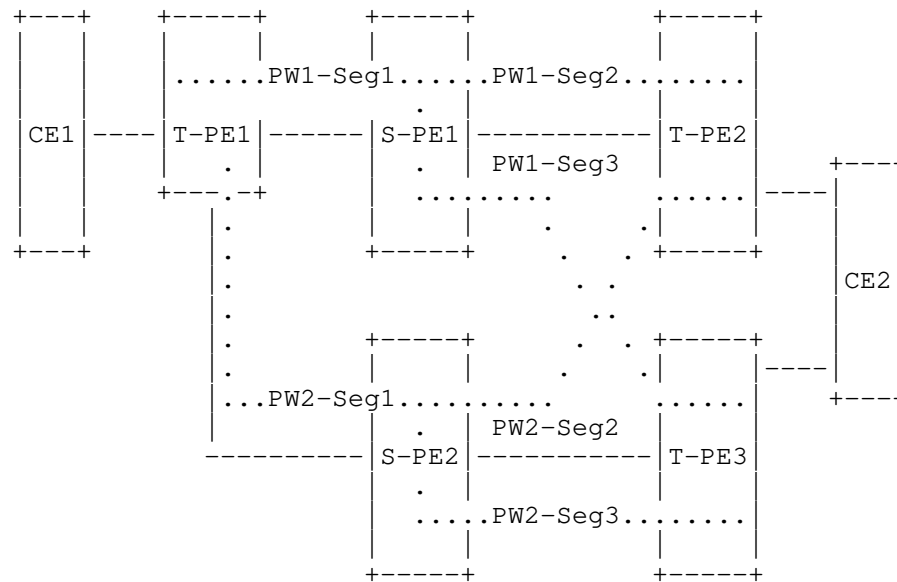 PW1-Seg1 PW1-Seg2
CE1 T-PE1 S-PE1 T-PE2
PW1-Seg3
CE2
PW2-Seg1
PW2-Seg2
S-PE2 T-PE3
PW2-Seg3